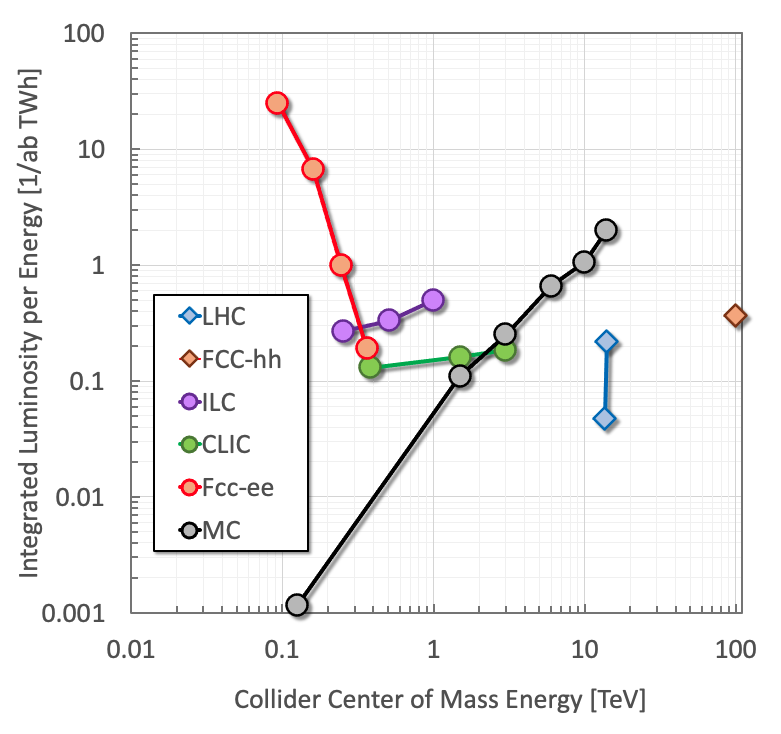 Integrated Luminosity per Energy [1/ab TWh]
100
10
1
0.1
0.01
0.001
LHC
FCC-hh
ILC
CLIC
Fcc-ee
MC
0.01 0.1 1 10 100
Collider Center of Mass Energy [TeV]